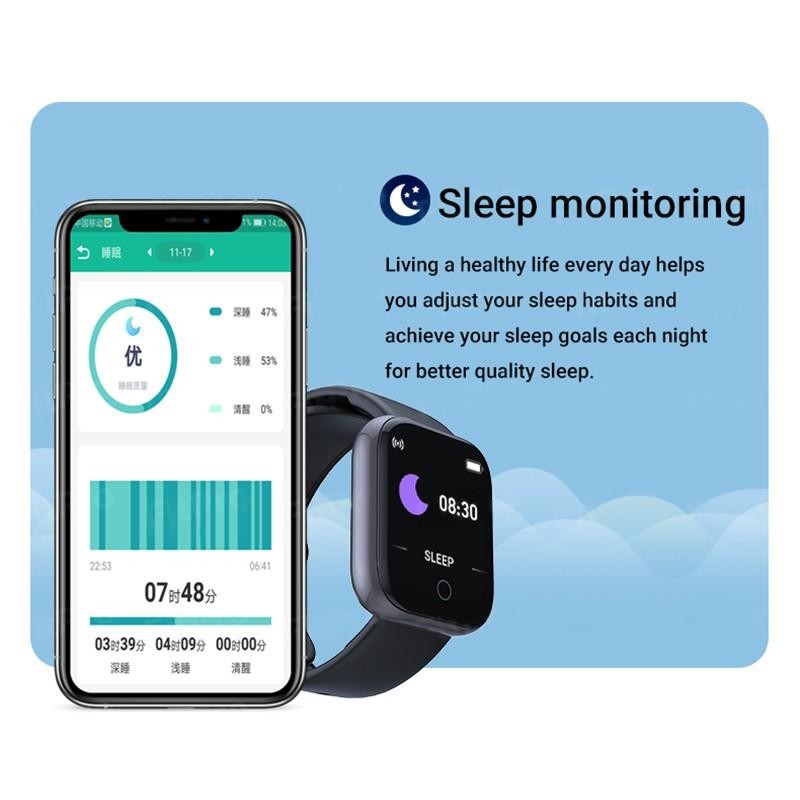 Sleep monitoring
Living a healthy life every day helps
you adjust your sleep habits and
achieve your sleep goals each night
for better quality sleep.
中国移动 1% 14:03
睡眠 11-17
深睡 47%
优
浅睡 53%
睡眠质量
清醒 0%
22:53 06:41
07时48分
03时39分 04时09分 00时00分
深睡 浅睡 清醒
08:30
SLEEP